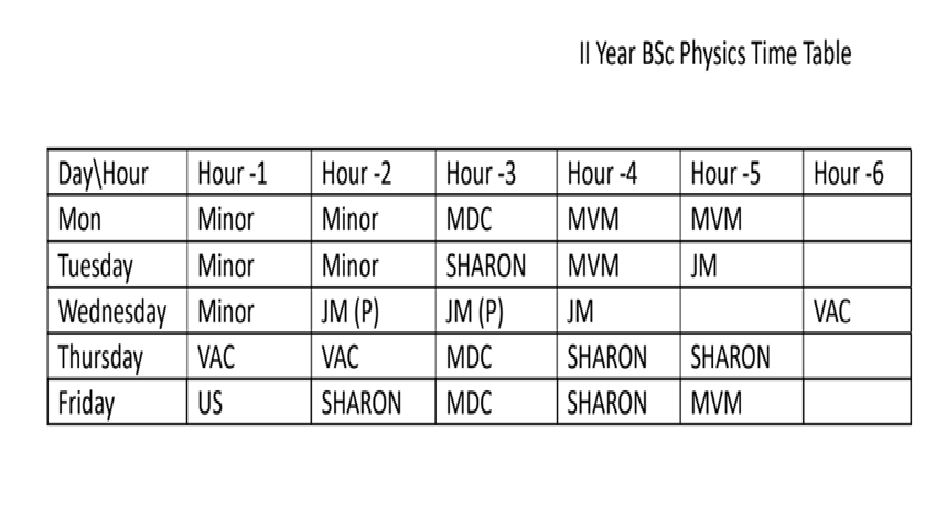 II Year BSc Physics Time Table
Day\Hour Hour -1 Hour -2 Hour -3 Hour -4 Hour -5 Hour -6
Mon Minor Minor MDC MVM MVM
Tuesday Minor Minor SHARON MVM JM
Wednesday Minor JM (P) JM (P) JM VAC
Thursday VAC VAC MDC SHARON SHARON
Friday US SHARON MDC SHARON MVM